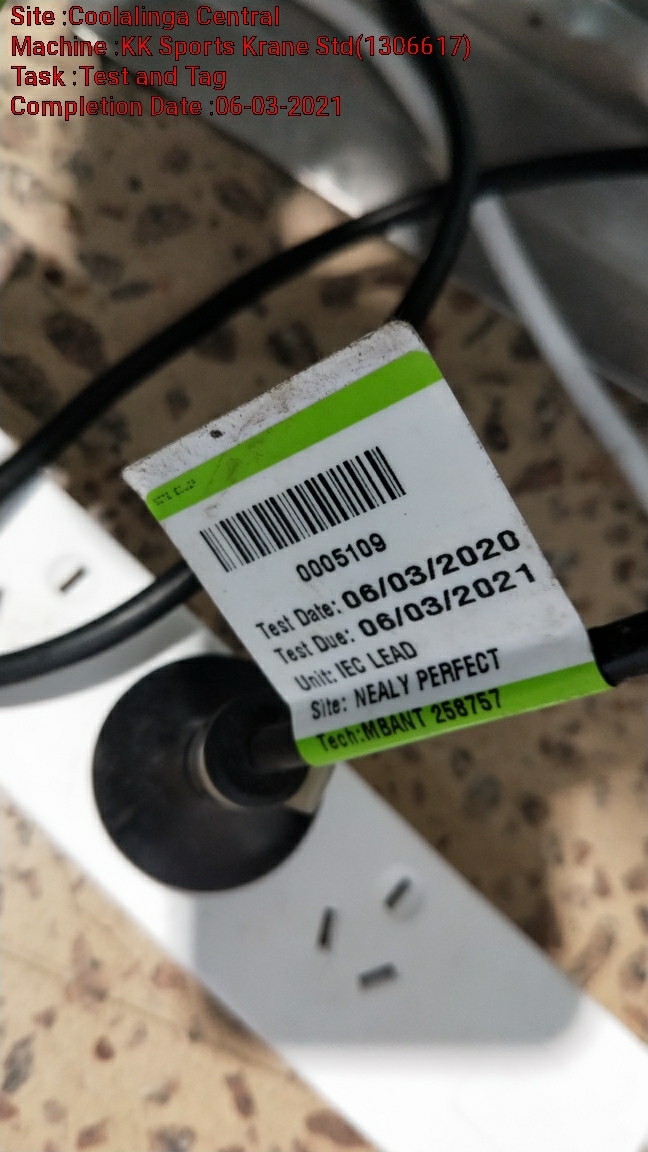 Site :Coolalinga Central
Machine :KK Sports Krane Std(1306617)
Task :Test and Tag
Completion Date :06-03-2021
0005109
Test Date: 06/03/2020
Test Due: 06/03/2021
Unit: IEC LEAD
Site: NEALY PERFECT
Tech:MBANT 258757